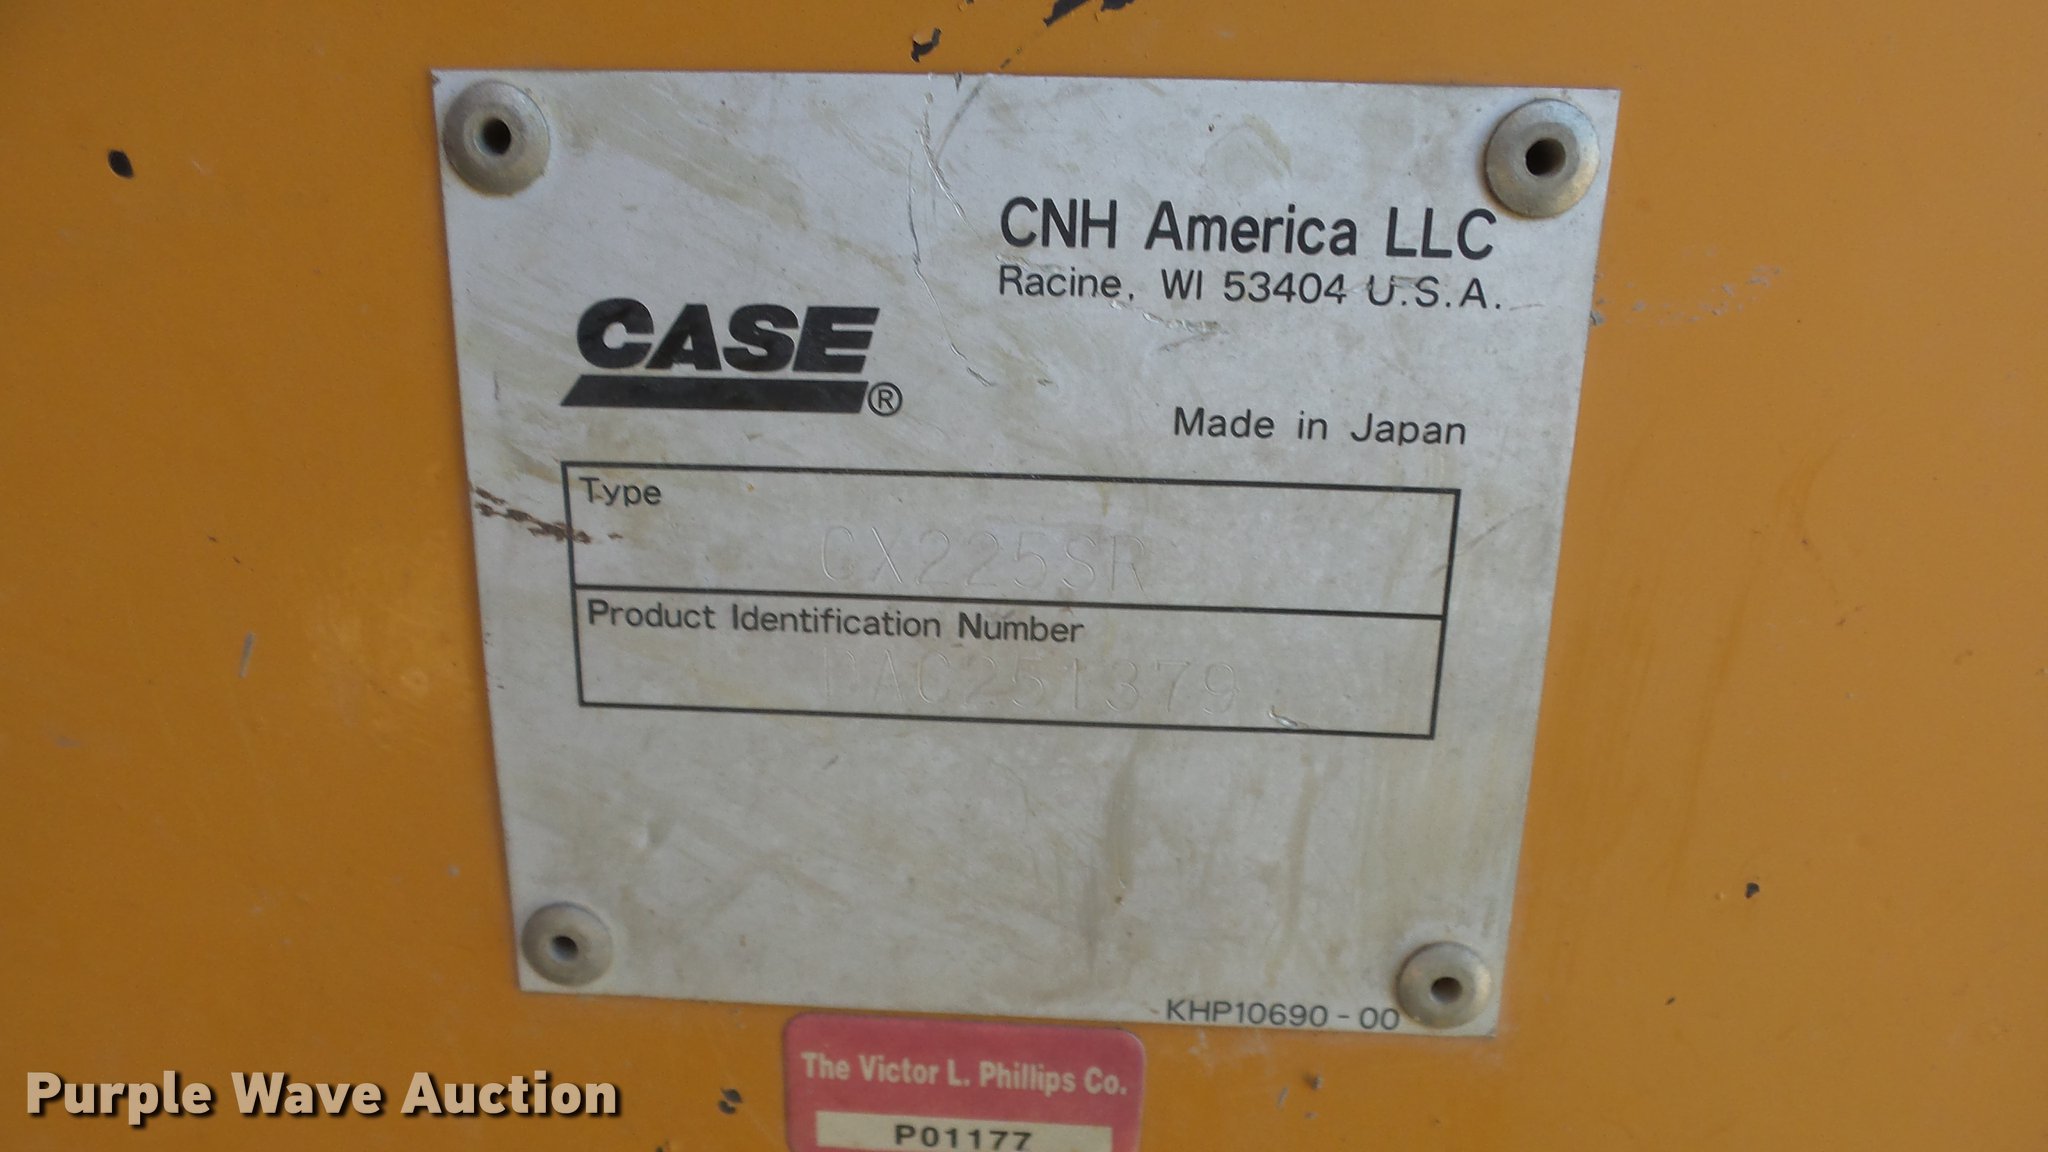 CNH America LLC
Racine, WI 53404 U.S.A.
CASE®
Made in Japan
Type
CX225SR
Product Identification Number
DAC251379
KHP10690-00
The Victor L. Phillips Co.
P01177
Purple Wave Auction